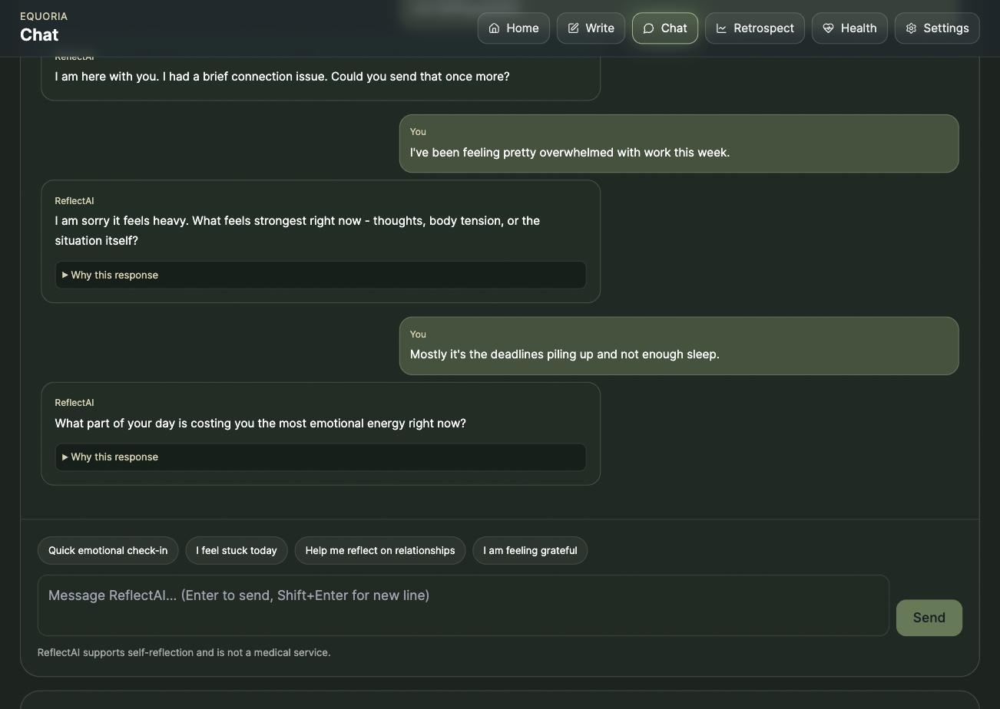 EQUORIA
Chat
Home
Write
Chat
Retrospect
Health
Settings
ReflectAI
I am here with you. I had a brief connection issue. Could you send that once more?
You
I've been feeling pretty overwhelmed with work this week.
ReflectAI
I am sorry it feels heavy. What feels strongest right now - thoughts, body tension, or the
situation itself?
Why this response
You
Mostly it's the deadlines piling up and not enough sleep.
ReflectAI
What part of your day is costing you the most emotional energy right now?
Why this response
Quick emotional check-in
I feel stuck today
Help me reflect on relationships
I am feeling grateful
Message ReflectAI... (Enter to send, Shift+Enter for new line)
Send
ReflectAI supports self-reflection and is not a medical service.